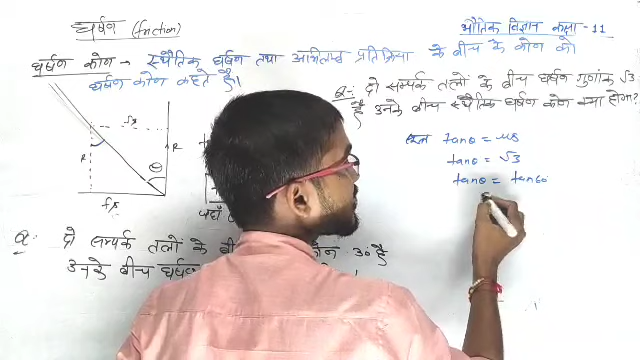 घर्षण (friction)
भौतिक विज्ञान कक्षा - 11
घर्षण कोण - स्थैतिक घर्षण तथा अभिलम्ब प्रतिक्रिया के बीच के कोण को
घर्षण कोण कहते हैं।
Q-: दो सम्पर्क तलों के बीच घर्षण गुणांक √3
है उनके बीच स्थैतिक घर्षण कोण क्या होगा?
हल tanθ = μs
tanθ = √3
tanθ = tan60
θ
R
R
fs
जहाँ
Q: दो सम्पर्क तलों के बीच कोण 30° है
उनके बीच घर्षण